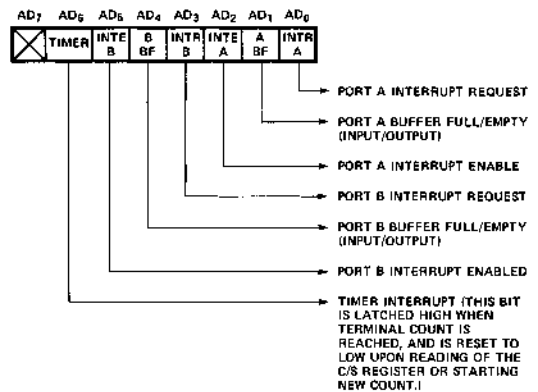 AD7 AD6 AD5 AD4 AD3 AD2 AD1 AD0
TIMER INTE B B BF INTR B INTE A A BF INTR A
PORT A INTERRUPT REQUEST
PORT A BUFFER FULL/EMPTY
(INPUT/OUTPUT)
PORT A INTERRUPT ENABLE
PORT B INTERRUPT REQUEST
PORT B BUFFER FULL/EMPTY
(INPUT/OUTPUT)
PORT B INTERRUPT ENABLED
TIMER INTERRUPT (THIS BIT
IS LATCHED HIGH WHEN
TERMINAL COUNT IS
REACHED, AND IS RESET TO
LOW UPON READING OF THE
C/S REGISTER OR STARTING
NEW COUNT.)